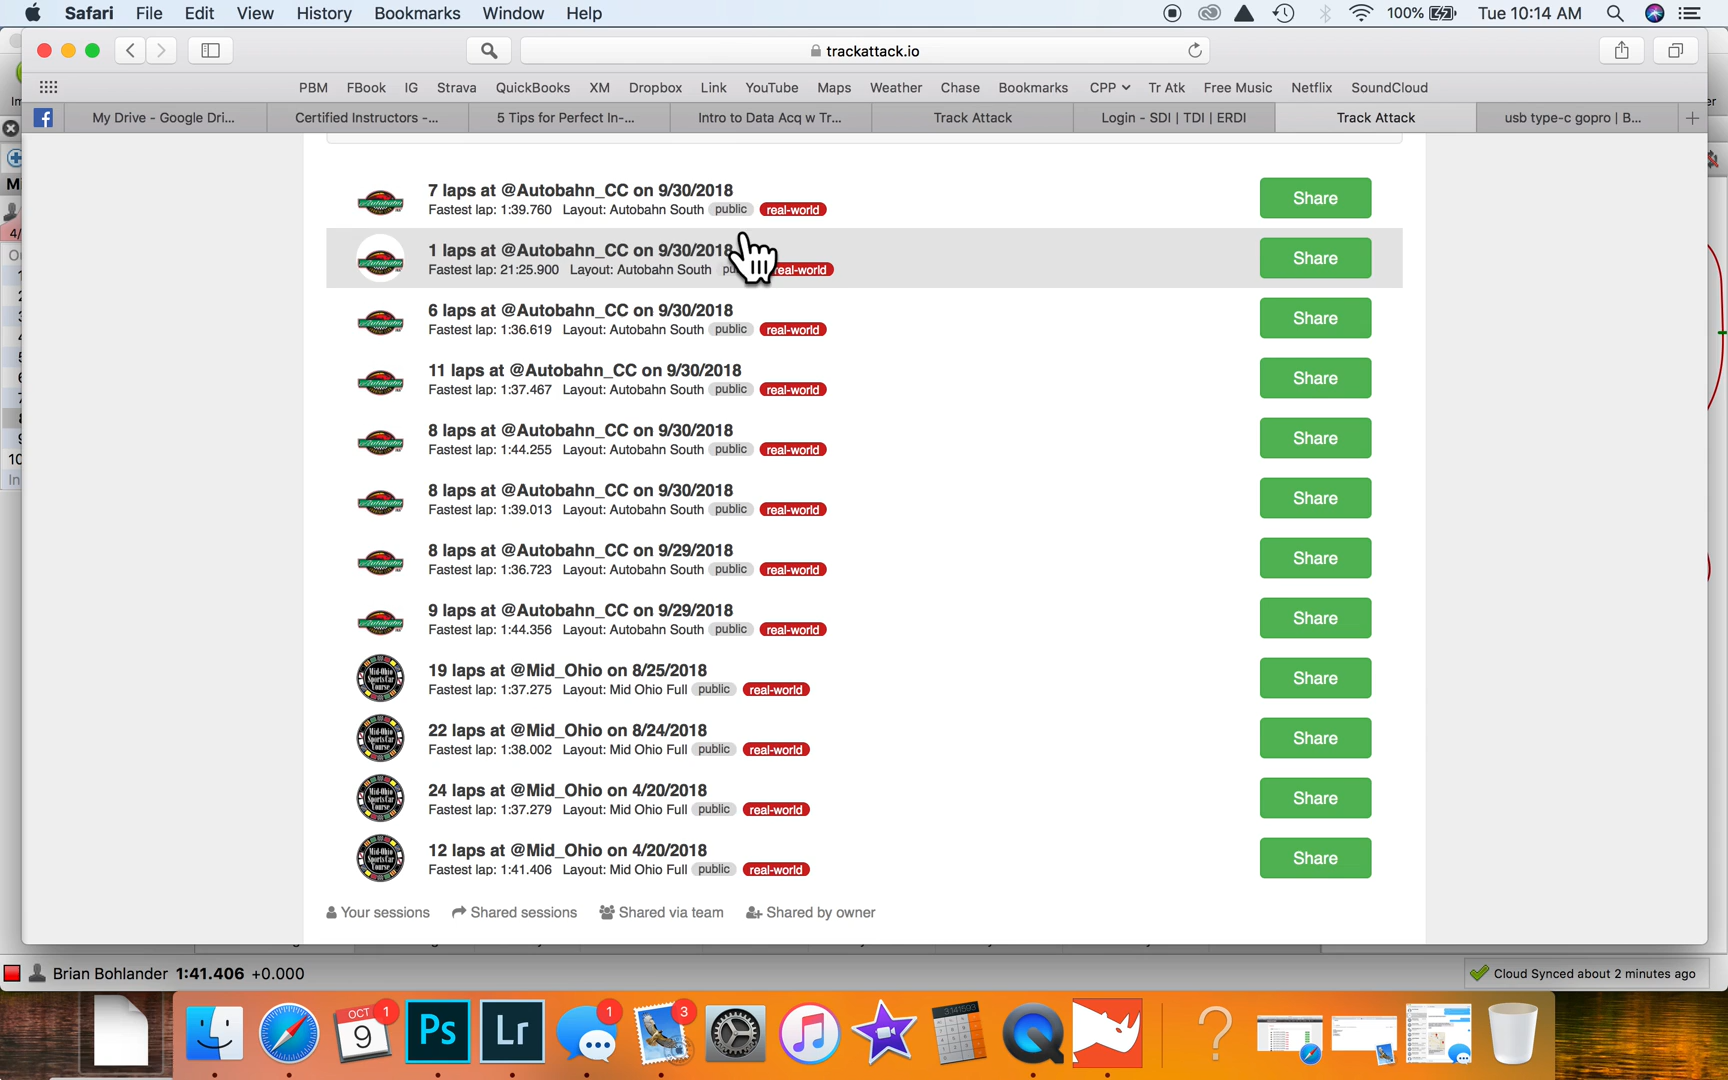 Safari File Edit View History Bookmarks Window Help 100% Tue 10:14 AM
trackattack.io
PBM FBook IG Strava QuickBooks XM Dropbox Link YouTube Maps Weather Chase Bookmarks CPP Tr Atk Free Music Netflix SoundCloud
My Drive - Google Dri... Certified Instructors -... 5 Tips for Perfect In-... Intro to Data Acq w Tr... Track Attack Login - SDI | TDI | ERDI Track Attack usb type-c gopro | B...
7 laps at @Autobahn_CC on 9/30/2018
Fastest lap: 1:39.760 Layout: Autobahn South public real-world
Share
1 laps at @Autobahn_CC on 9/30/2018
Fastest lap: 21:25.900 Layout: Autobahn South real-world
Share
6 laps at @Autobahn_CC on 9/30/2018
Fastest lap: 1:36.619 Layout: Autobahn South public real-world
Share
11 laps at @Autobahn_CC on 9/30/2018
Fastest lap: 1:37.467 Layout: Autobahn South public real-world
Share
8 laps at @Autobahn_CC on 9/30/2018
Fastest lap: 1:44.255 Layout: Autobahn South public real-world
Share
8 laps at @Autobahn_CC on 9/30/2018
Fastest lap: 1:39.013 Layout: Autobahn South public real-world
Share
8 laps at @Autobahn_CC on 9/29/2018
Fastest lap: 1:36.723 Layout: Autobahn South public real-world
Share
9 laps at @Autobahn_CC on 9/29/2018
Fastest lap: 1:44.356 Layout: Autobahn South public real-world
Share
19 laps at @Mid_Ohio on 8/25/2018
Fastest lap: 1:37.275 Layout: Mid Ohio Full public real-world
Share
22 laps at @Mid_Ohio on 8/24/2018
Fastest lap: 1:38.002 Layout: Mid Ohio Full public real-world
Share
24 laps at @Mid_Ohio on 4/20/2018
Fastest lap: 1:37.279 Layout: Mid Ohio Full public real-world
Share
12 laps at @Mid_Ohio on 4/20/2018
Fastest lap: 1:41.406 Layout: Mid Ohio Full public real-world
Share
Your sessions Shared sessions Shared via team Shared by owner
Brian Bohlander 1:41.406 +0.000 Cloud Synced about 2 minutes ago
OCT 9 1 Ps Lr 1 3